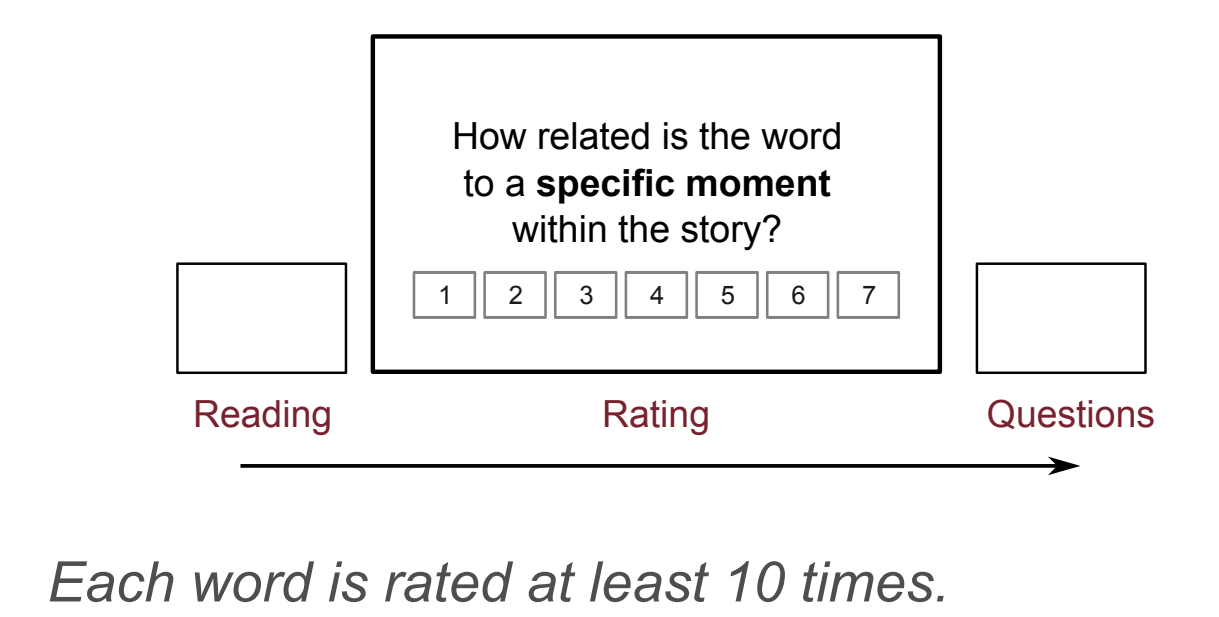 How related is the word
to a specific moment
within the story?
1 2 3 4 5 6 7
Reading Rating Questions
Each word is rated at least 10 times.